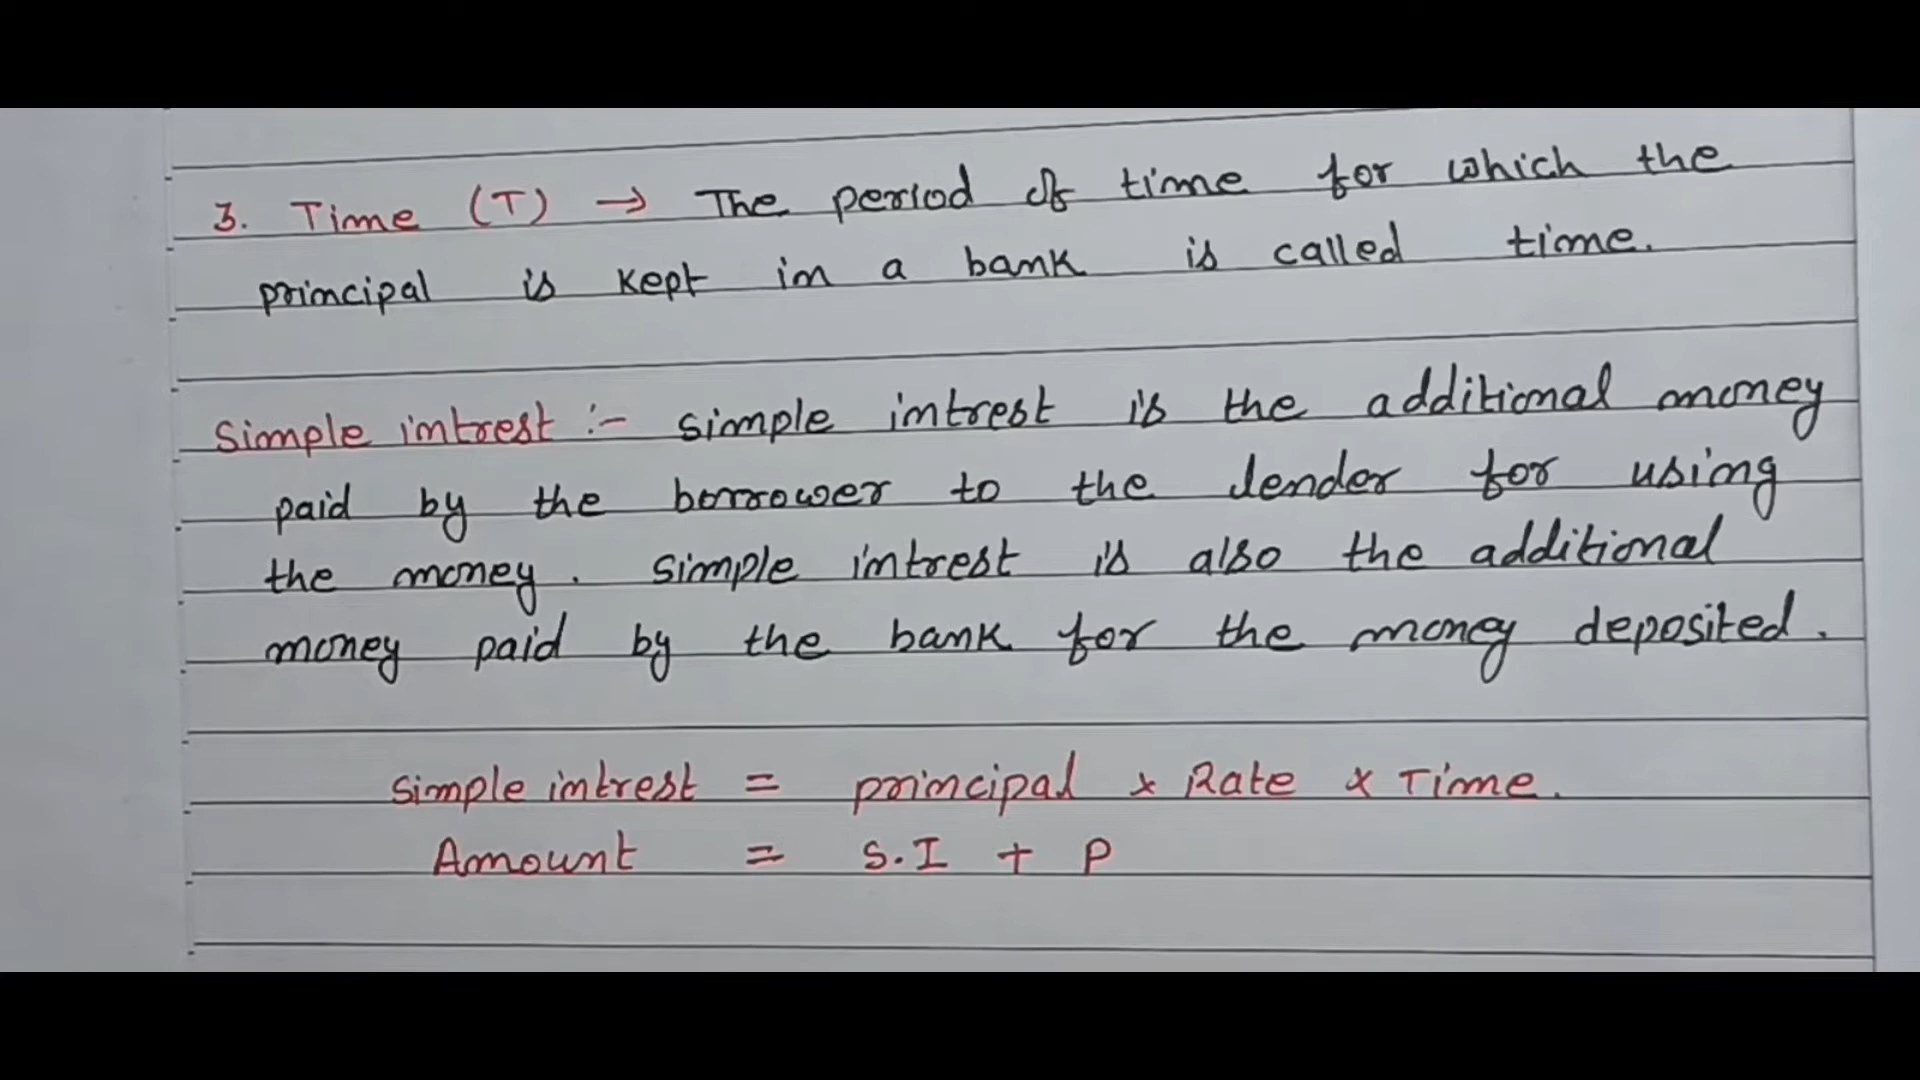 3. Time (T) → The period of time for which the
principal is kept in a bank is called time.
Simple intrest :- simple intrest is the additional money
paid by the borrower to the lender for using
the money. simple intrest is also the additional
money paid by the bank for the money deposited.
simple intrest = principal × Rate × Time.
Amount = S.I + P